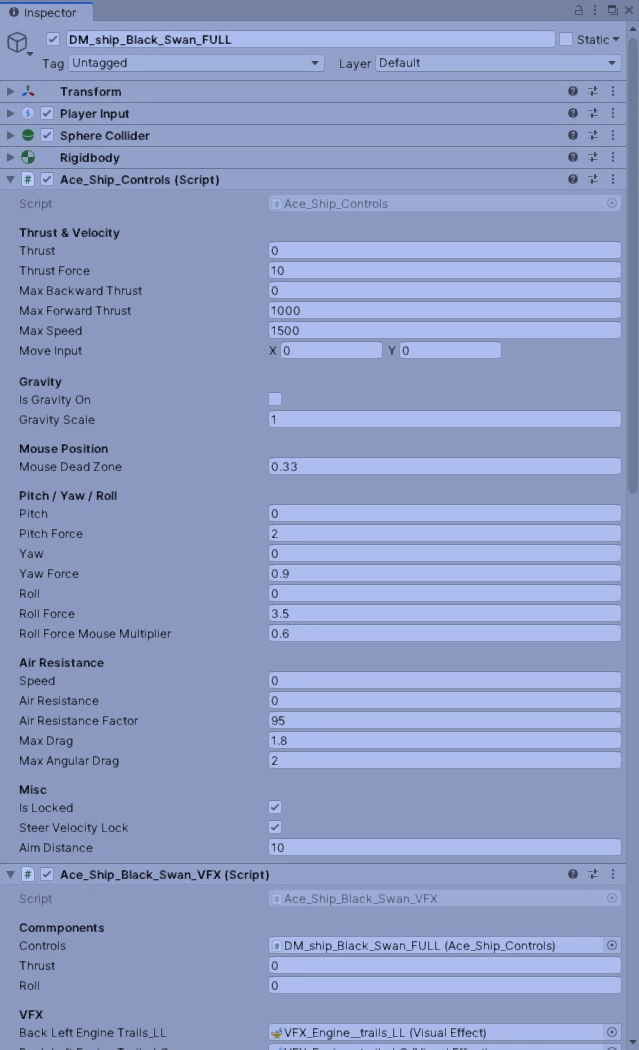 Inspector
DM_ship_Black_Swan_FULL Static
Tag Untagged Layer Default
Transform
Player Input
Sphere Collider
Rigidbody
Ace_Ship_Controls (Script)
Script # Ace_Ship_Controls
Thrust & Velocity
Thrust 0
Thrust Force 10
Max Backward Thrust 0
Max Forward Thrust 1000
Max Speed 1500
Move Input X 0 Y 0
Gravity
Is Gravity On
Gravity Scale 1
Mouse Position
Mouse Dead Zone 0.33
Pitch / Yaw / Roll
Pitch 0
Pitch Force 2
Yaw 0
Yaw Force 0.9
Roll 0
Roll Force 3.5
Roll Force Mouse Multiplier 0.6
Air Resistance
Speed 0
Air Resistance 0
Air Resistance Factor 95
Max Drag 1.8
Max Angular Drag 2
Misc
Is Locked
Steer Velocity Lock
Aim Distance 10
# Ace_Ship_Black_Swan_VFX (Script)
Script # Ace_Ship_Black_Swan_VFX
Commponents
Controls # DM_ship_Black_Swan_FULL (Ace_Ship_Controls)
Thrust 0
Roll 0
VFX
Back Left Engine Trails_LL VFX_Engine__trails_LL (Visual Effect)